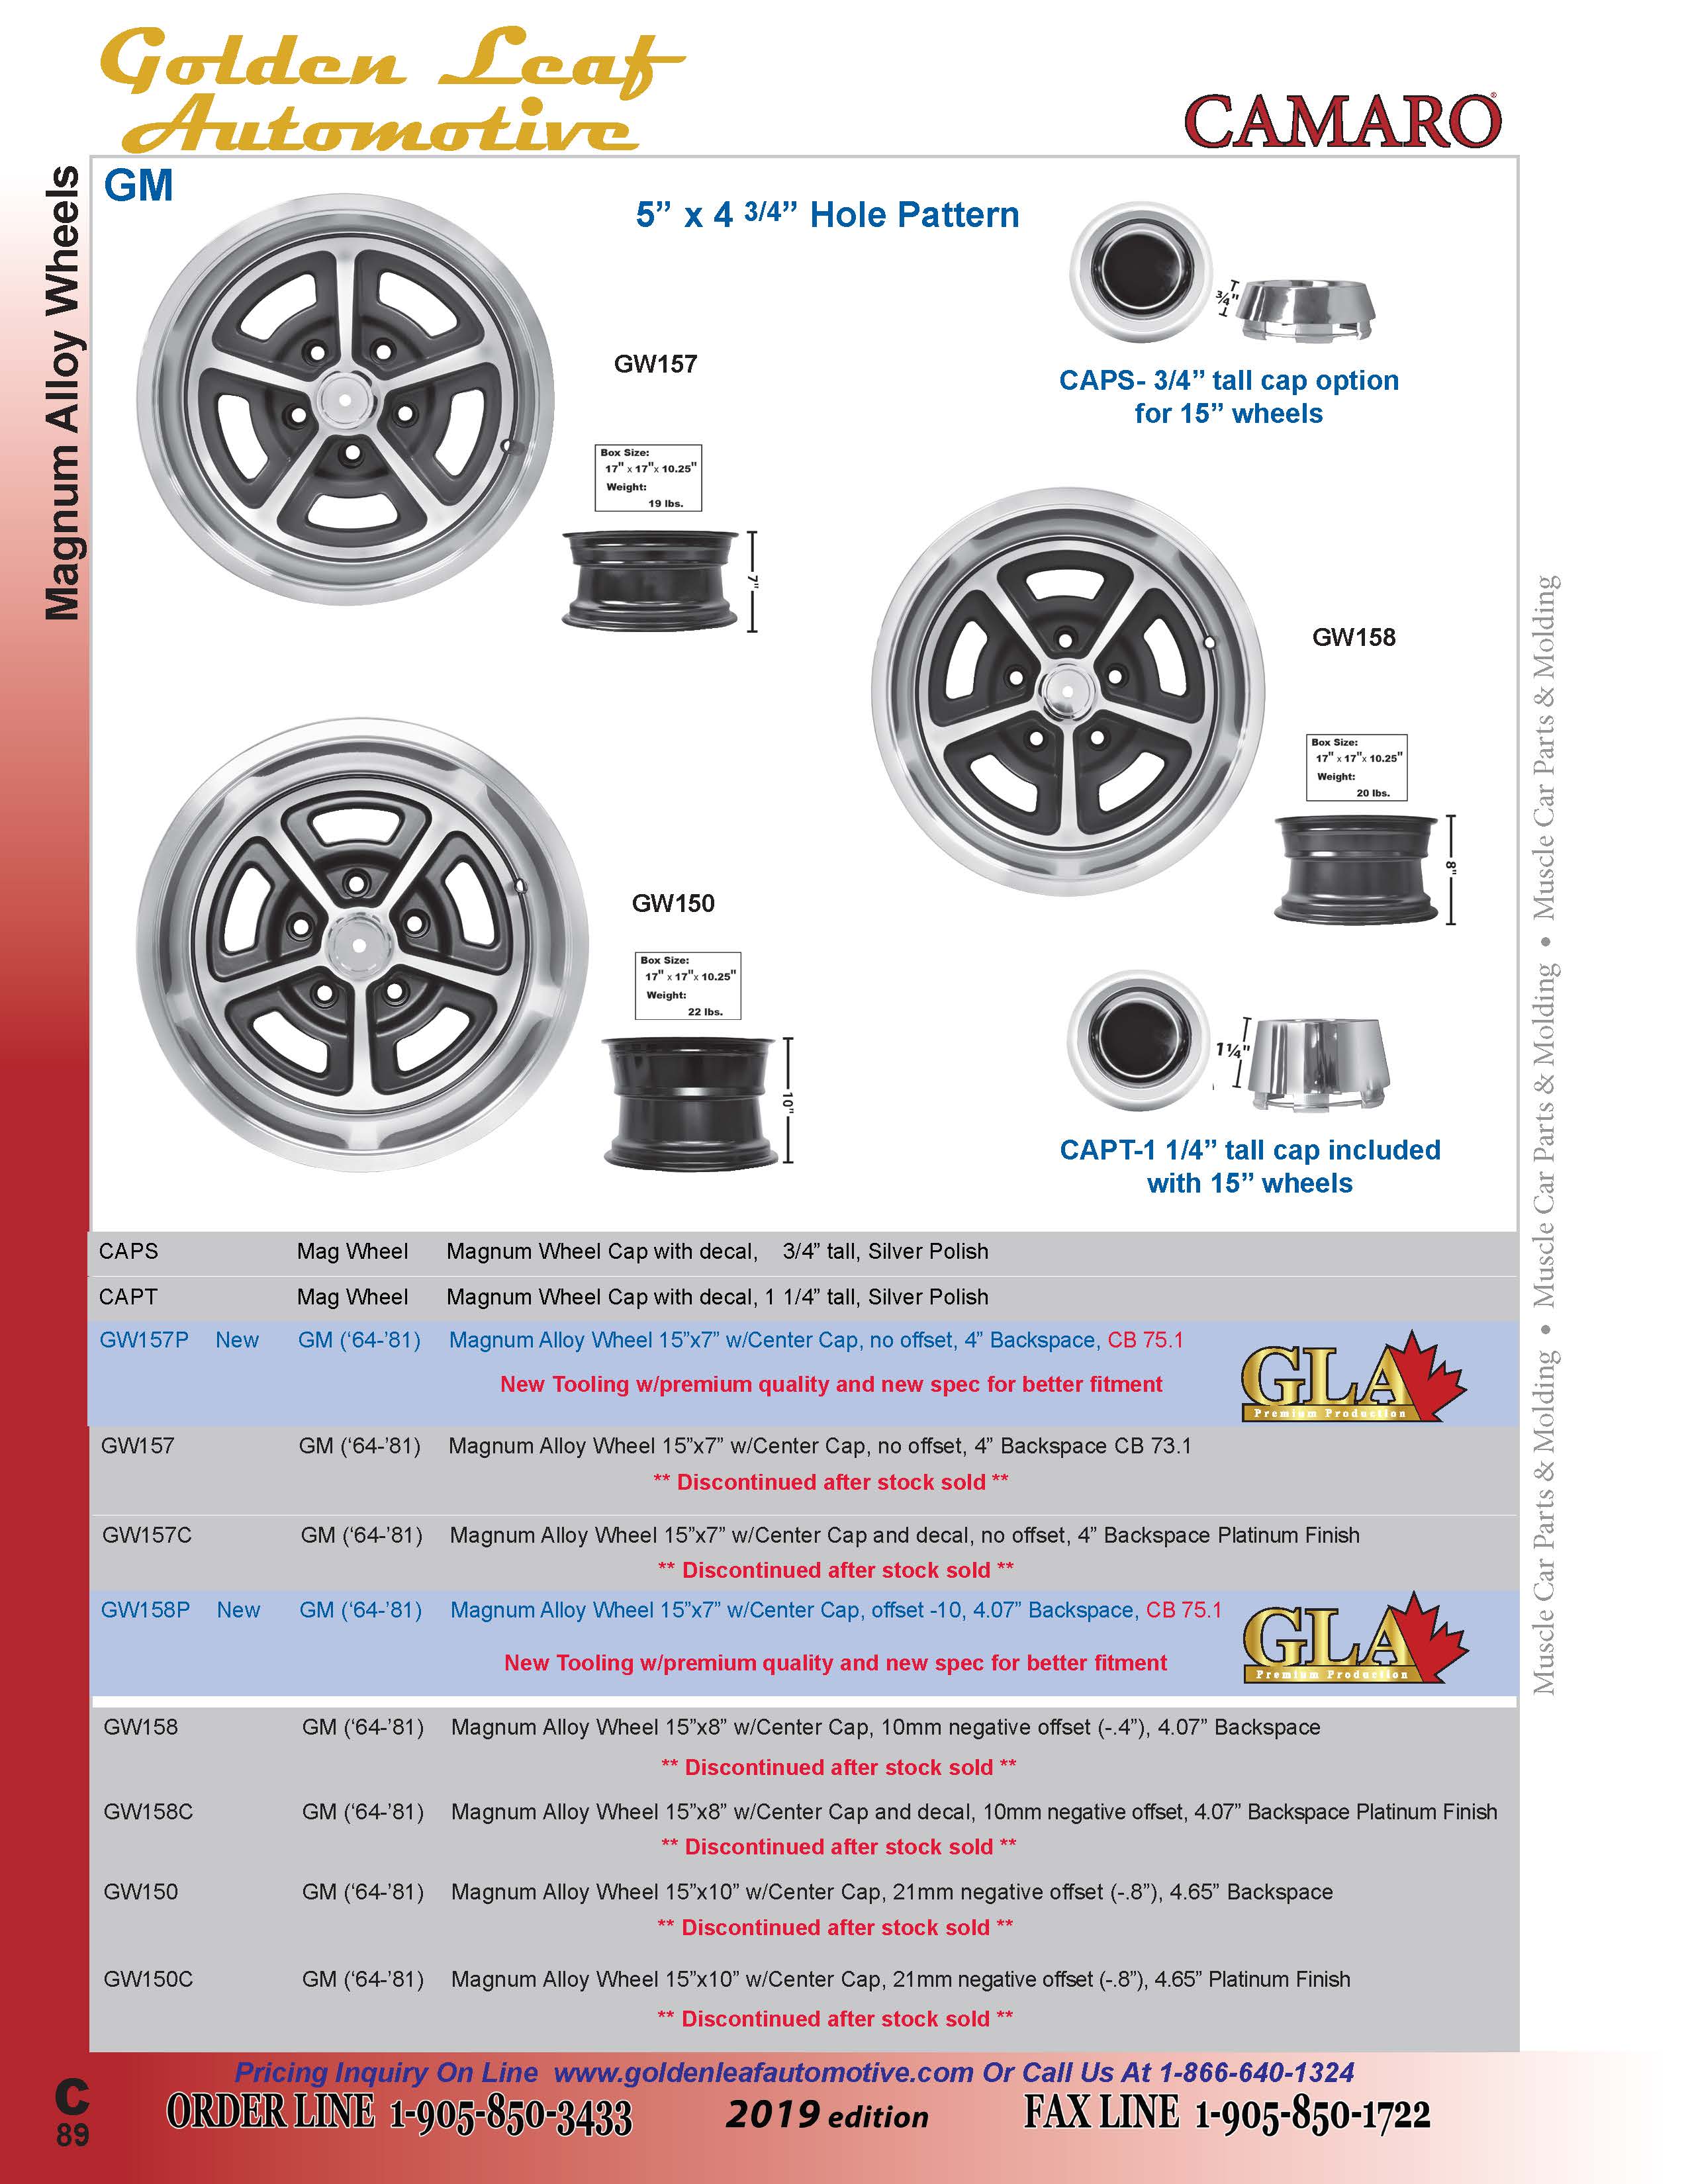 Golden Leaf
Automotive
CAMARO®
Magnum Alloy Wheels
GM
5” x 4 3/4” Hole Pattern
3/4"
GW157
CAPS- 3/4” tall cap option
for 15” wheels
Box Size:
17" x 17"x 10.25"
Weight:
19 lbs.
7"
GW158
Box Size:
17" x 17"x 10.25"
Weight:
20 lbs.
8"
GW150
Box Size:
17" x 17"x 10.25"
Weight:
22 lbs.
10"
1¼"
CAPT-1 1/4” tall cap included
with 15” wheels
CAPS Mag Wheel Magnum Wheel Cap with decal, 3/4” tall, Silver Polish
CAPT Mag Wheel Magnum Wheel Cap with decal, 1 1/4” tall, Silver Polish
GW157P New GM (‘64-’81) Magnum Alloy Wheel 15”x7” w/Center Cap, no offset, 4” Backspace, CB 75.1
New Tooling w/premium quality and new spec for better fitment
GLA
Premium Production
GW157 GM (‘64-’81) Magnum Alloy Wheel 15”x7” w/Center Cap, no offset, 4” Backspace CB 73.1
** Discontinued after stock sold **
GW157C GM (‘64-’81) Magnum Alloy Wheel 15”x7” w/Center Cap and decal, no offset, 4” Backspace Platinum Finish
** Discontinued after stock sold **
GW158P New GM (‘64-’81) Magnum Alloy Wheel 15”x7” w/Center Cap, offset -10, 4.07” Backspace, CB 75.1
New Tooling w/premium quality and new spec for better fitment
GLA
Premium Production
GW158 GM (‘64-’81) Magnum Alloy Wheel 15”x8” w/Center Cap, 10mm negative offset (-.4”), 4.07” Backspace
** Discontinued after stock sold **
GW158C GM (‘64-’81) Magnum Alloy Wheel 15”x8” w/Center Cap and decal, 10mm negative offset, 4.07” Backspace Platinum Finish
** Discontinued after stock sold **
GW150 GM (‘64-’81) Magnum Alloy Wheel 15”x10” w/Center Cap, 21mm negative offset (-.8”), 4.65” Backspace
** Discontinued after stock sold **
GW150C GM (‘64-’81) Magnum Alloy Wheel 15”x10” w/Center Cap, 21mm negative offset (-.8”), 4.65” Platinum Finish
** Discontinued after stock sold **
Muscle Car Parts & Molding • Muscle Car Parts & Molding • Muscle Car Parts & Molding
Pricing Inquiry On Line www.goldenleafautomotive.com Or Call Us At 1-866-640-1324
C
89
ORDER LINE 1-905-850-3433 2019 edition FAX LINE 1-905-850-1722